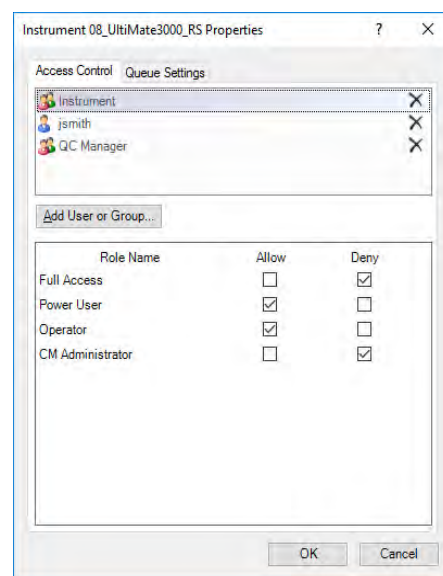 Instrument 08_UltiMate3000_RS Properties ? X
Access Control Queue Settings
Instrument
jsmith
QC Manager
Add User or Group...
Role Name Allow Deny
Full Access
Power User
Operator
CM Administrator
OK Cancel